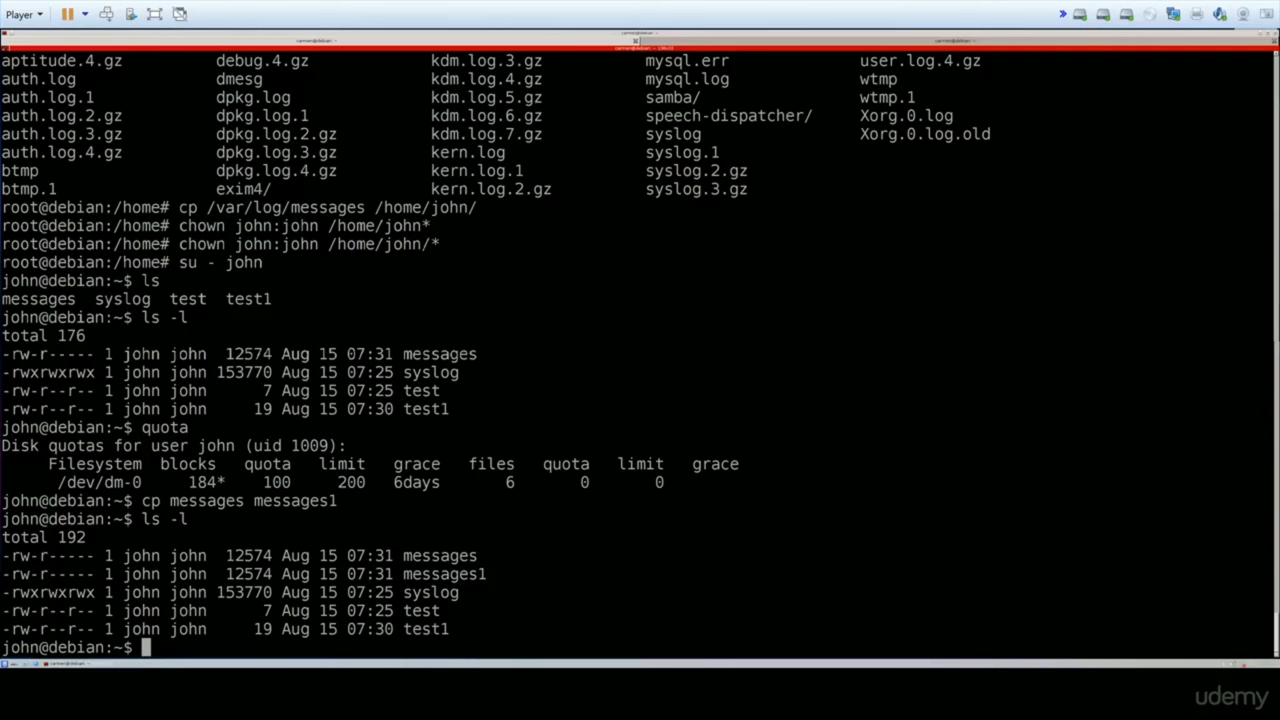 Player
aptitude.4.gz debug.4.gz kdm.log.3.gz mysql.err user.log.4.gz
auth.log dmesg kdm.log.4.gz mysql.log wtmp
auth.log.1 dpkg.log kdm.log.5.gz samba/ wtmp.1
auth.log.2.gz dpkg.log.1 kdm.log.6.gz speech-dispatcher/ Xorg.0.log
auth.log.3.gz dpkg.log.2.gz kdm.log.7.gz syslog Xorg.0.log.old
auth.log.4.gz dpkg.log.3.gz kern.log syslog.1
btmp dpkg.log.4.gz kern.log.1 syslog.2.gz
btmp.1 exim4/ kern.log.2.gz syslog.3.gz
root@debian:/home# cp /var/log/messages /home/john/
root@debian:/home# chown john:john /home/john*
root@debian:/home# chown john:john /home/john/*
root@debian:/home# su - john
john@debian:~$ ls
messages syslog test test1
john@debian:~$ ls -l
total 176
-rw-r----- 1 john john 12574 Aug 15 07:31 messages
-rwxrwxrwx 1 john john 153770 Aug 15 07:25 syslog
-rw-r--r-- 1 john john 7 Aug 15 07:25 test
-rw-r--r-- 1 john john 19 Aug 15 07:30 test1
john@debian:~$ quota
Disk quotas for user john (uid 1009):
Filesystem blocks quota limit grace files quota limit grace
/dev/dm-0 184* 100 200 6days 6 0 0
john@debian:~$ cp messages messages1
john@debian:~$ ls -l
total 192
-rw-r----- 1 john john 12574 Aug 15 07:31 messages
-rw-r----- 1 john john 12574 Aug 15 07:31 messages1
-rwxrwxrwx 1 john john 153770 Aug 15 07:25 syslog
-rw-r--r-- 1 john john 7 Aug 15 07:25 test
-rw-r--r-- 1 john john 19 Aug 15 07:30 test1
john@debian:~$
udemy